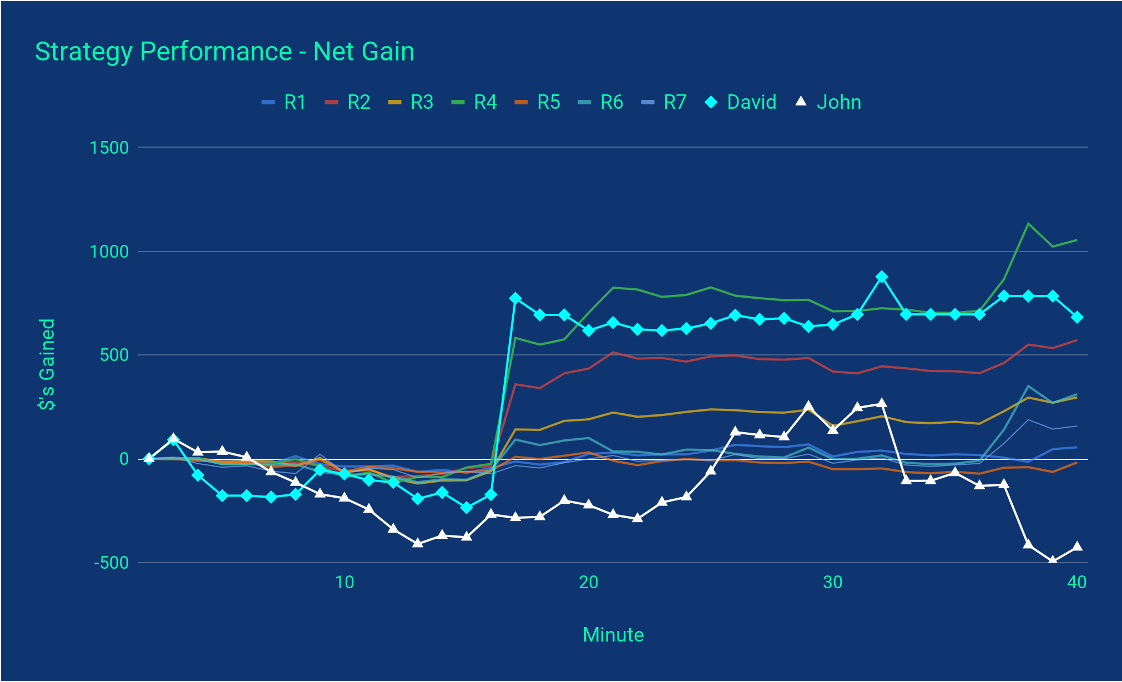 Strategy Performance - Net Gain
R1 R2 R3 R4 R5 R6 R7 David John
1500
1000
500
0
-500
$'s Gained
10 20 30 40
Minute